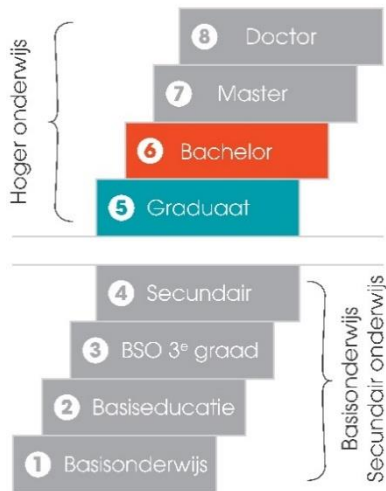 Hoger onderwijs
8 Doctor
7 Master
6 Bachelor
5 Graduaat
4 Secundair
3 BSO 3e graad
2 Basiseducatie
1 Basisonderwijs
Basisonderwijs
Secundair onderwijs